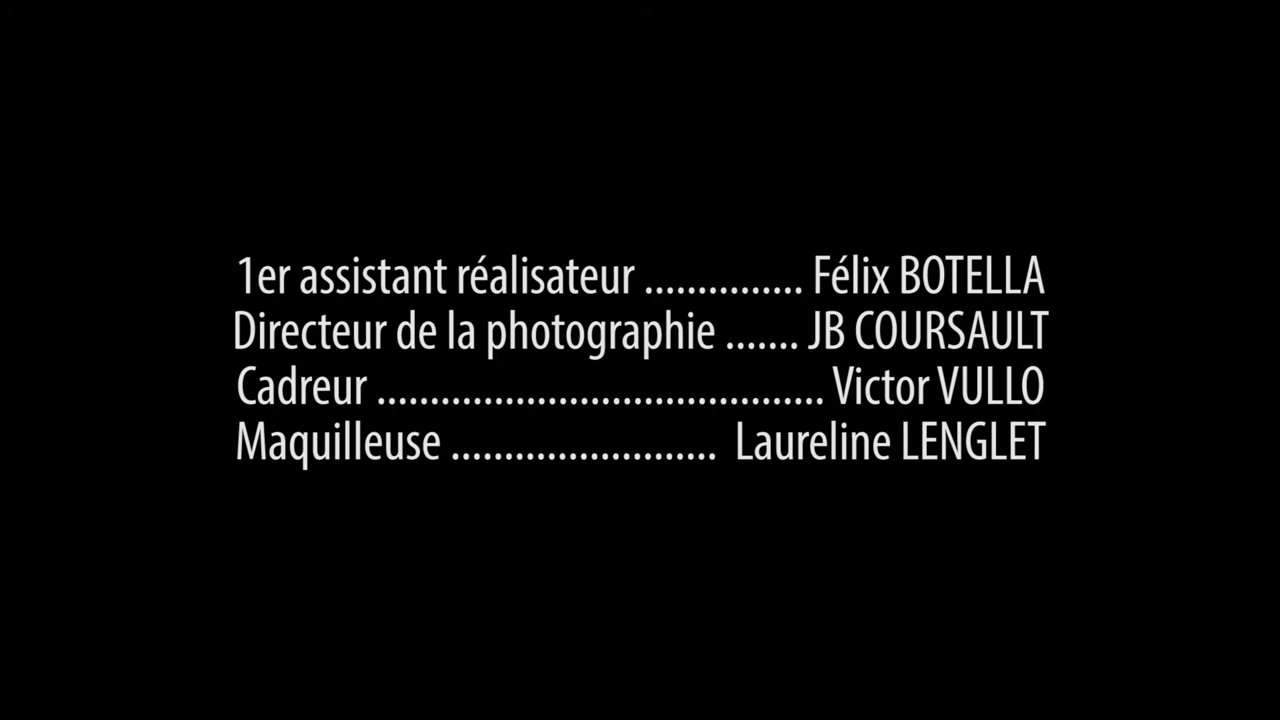 1er assistant réalisateur ............... Félix BOTELLA
Directeur de la photographie ....... JB COURSAULT
Cadreur .......................................... Victor VULLO
Maquilleuse ......................... Laureline LENGLET